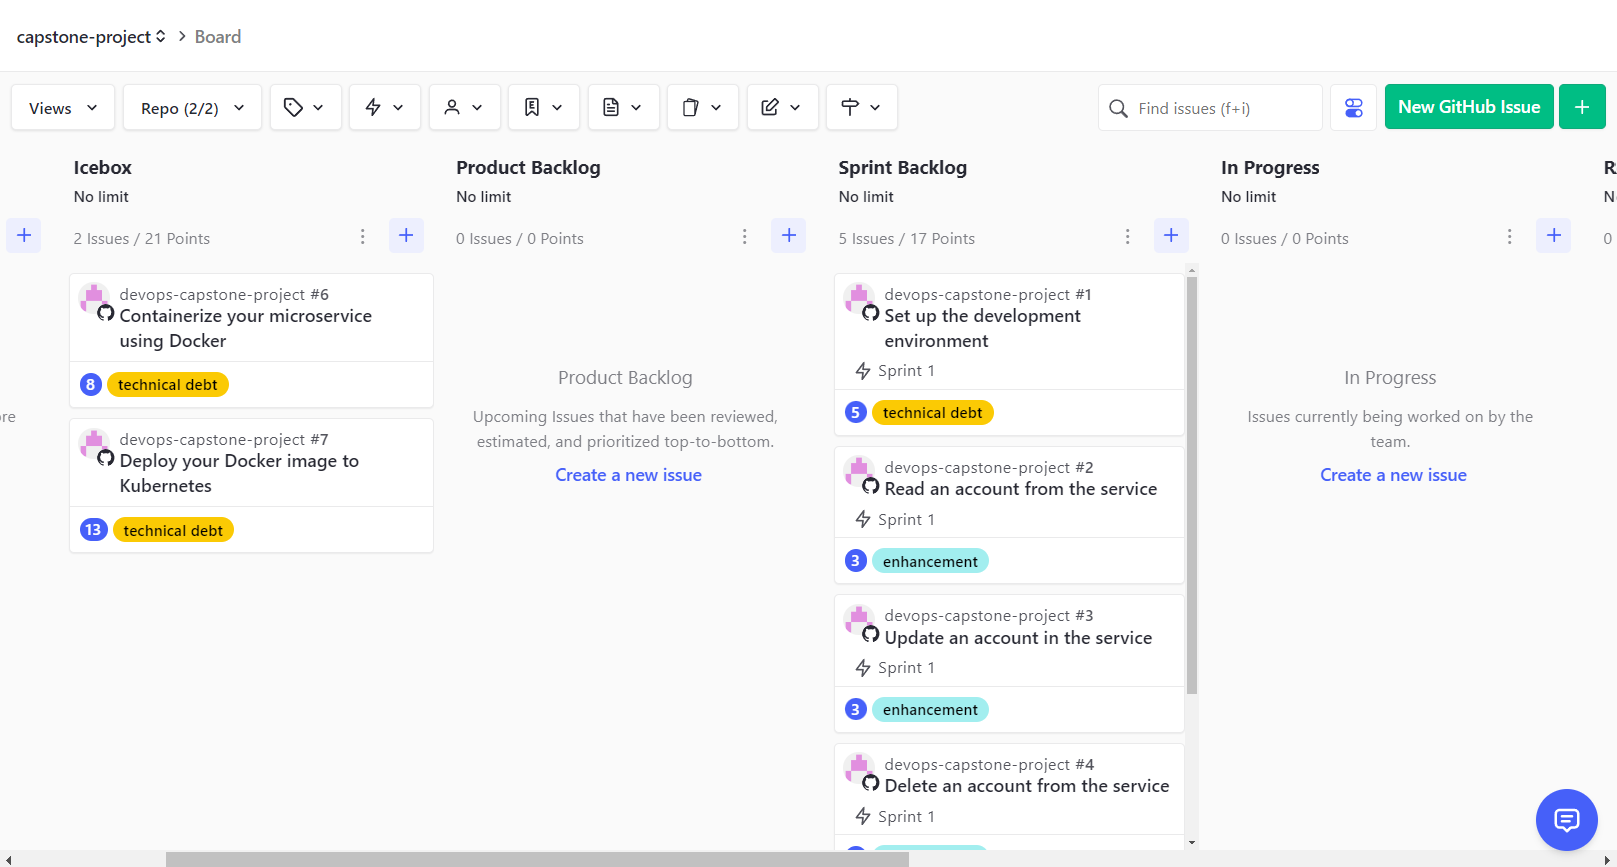 capstone-project > Board
Views
Repo (2/2)
Find issues (f+i)
New GitHub Issue
+
ore
Icebox
No limit
2 Issues / 21 Points
devops-capstone-project #6
Containerize your microservice
using Docker
8 technical debt
devops-capstone-project #7
Deploy your Docker image to
Kubernetes
13 technical debt
Product Backlog
No limit
0 Issues / 0 Points
Product Backlog
Upcoming Issues that have been reviewed,
estimated, and prioritized top-to-bottom.
Create a new issue
Sprint Backlog
No limit
5 Issues / 17 Points
devops-capstone-project #1
Set up the development
environment
Sprint 1
5 technical debt
devops-capstone-project #2
Read an account from the service
Sprint 1
3 enhancement
devops-capstone-project #3
Update an account in the service
Sprint 1
3 enhancement
devops-capstone-project #4
Delete an account from the service
Sprint 1
In Progress
No limit
0 Issues / 0 Points
In Progress
Issues currently being worked on by the
team.
Create a new issue
R
N
0